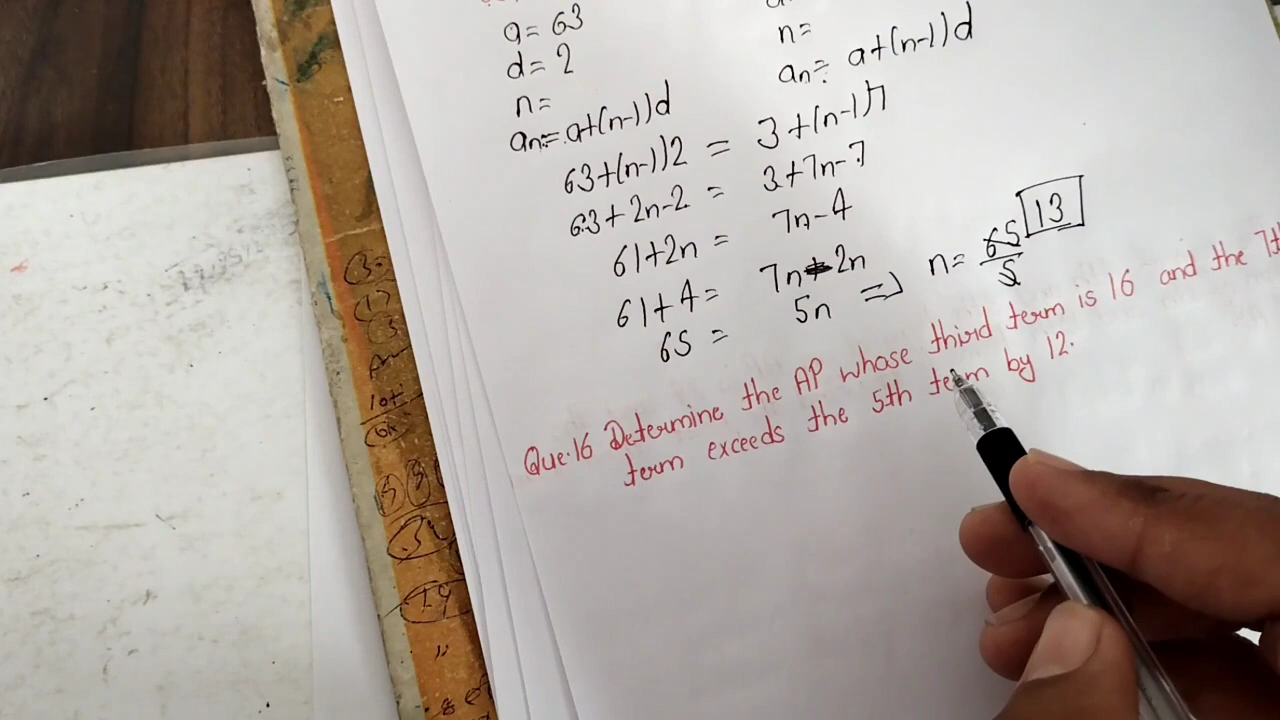 a = 63
d = 2
n =
an = a+(n-1)d
n =
an = a+(n-1)d
63+(n-1)2 = 3+(n-1)7
63+2n-2 = 3+7n-7
61+2n = 7n-4
61+4 = 7n 2n
65 = 5n => n = 65/5 13
Que.16 Determine the AP whose third term is 16 and the 7th
term exceeds the 5th term by 12.